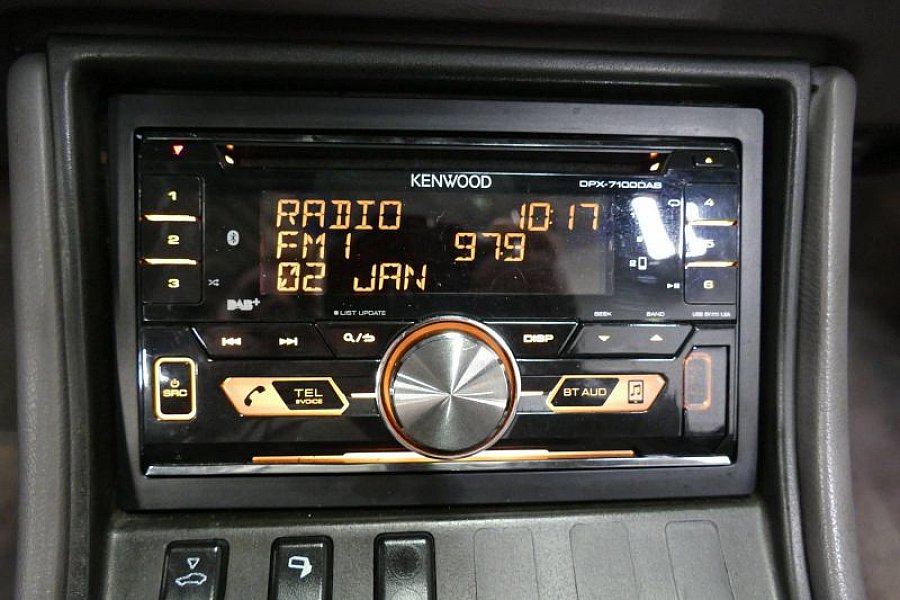 KENWOOD
DPX-7100DAB
1
4
RADIO 10:17
2
FM1 97.9
5
3
02 JAN
6
DAB+
LIST UPDATE
SEEK
BAND
DISP
SRC
TEL
VOICE
BT AUD